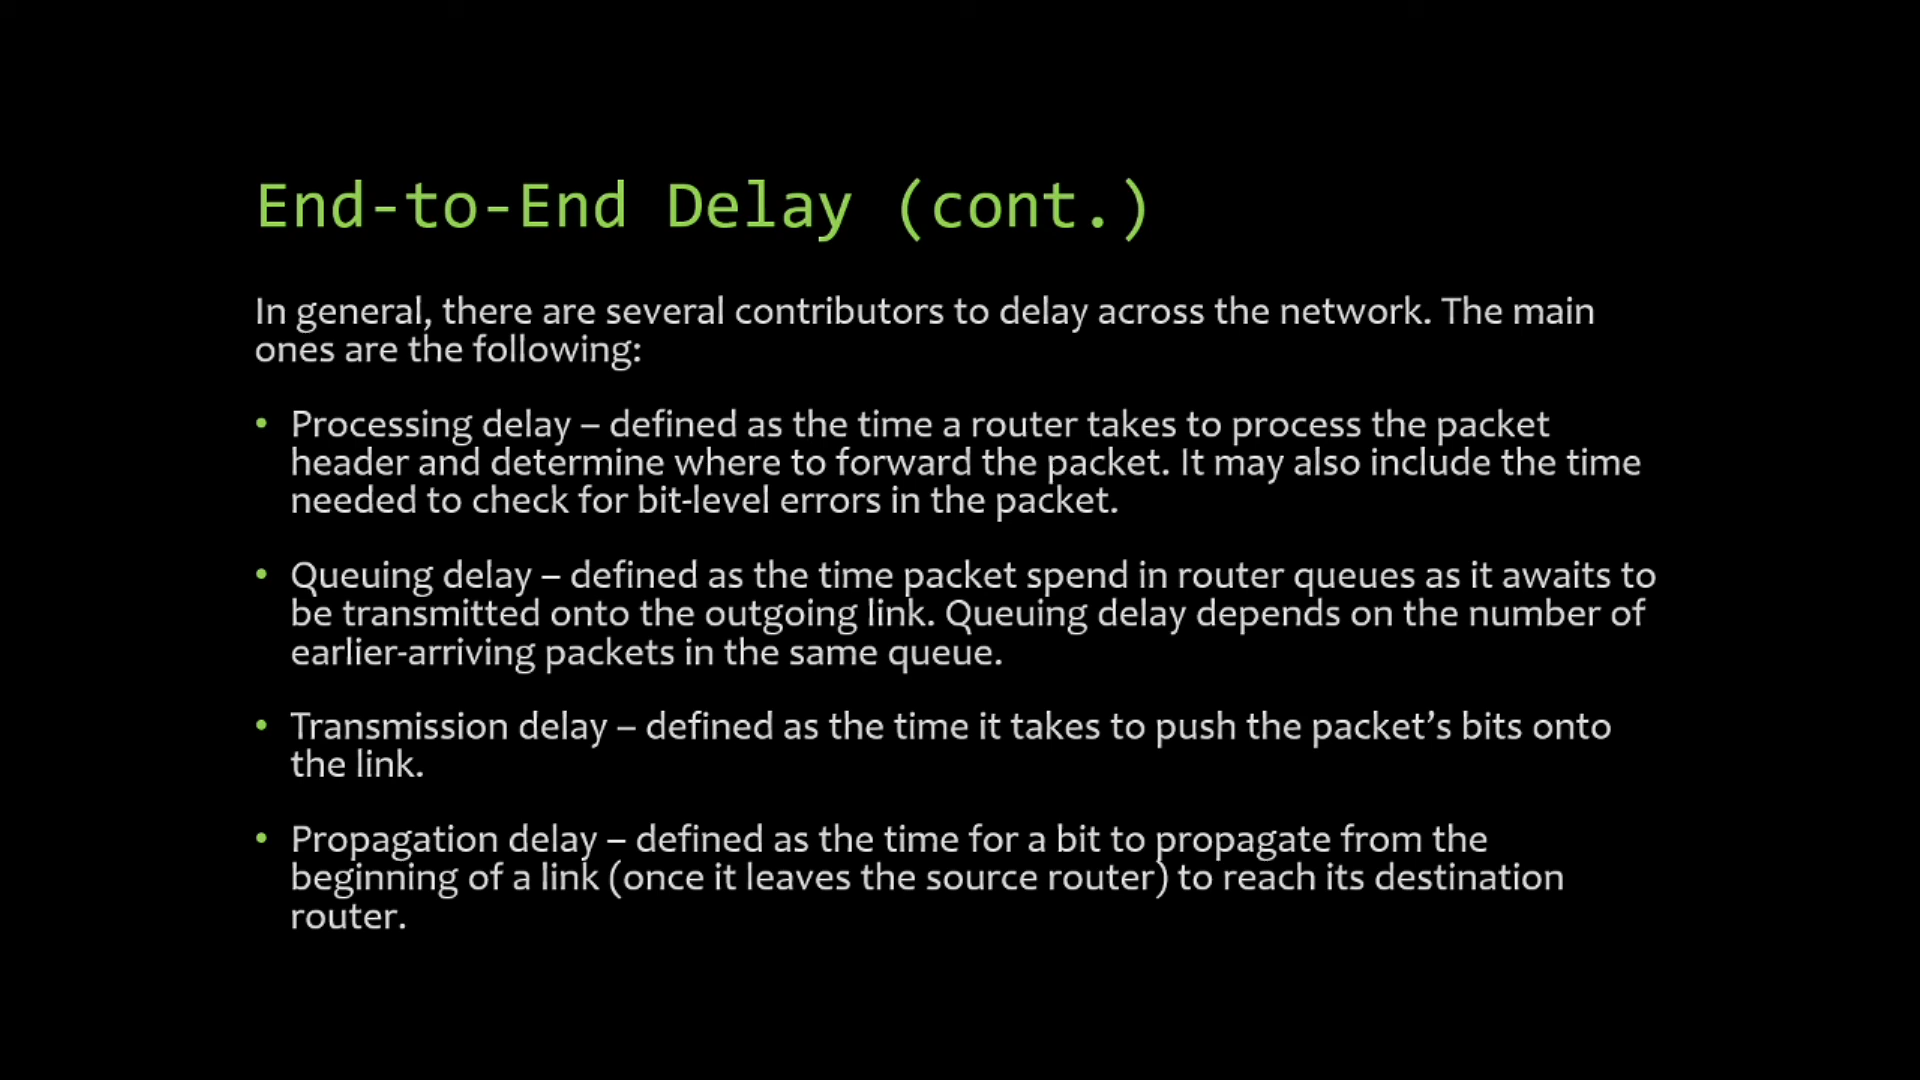 End-to-End Delay (cont.)
In general, there are several contributors to delay across the network. The main
ones are the following:
• Processing delay – defined as the time a router takes to process the packet
header and determine where to forward the packet. It may also include the time
needed to check for bit-level errors in the packet.
• Queuing delay – defined as the time packet spend in router queues as it awaits to
be transmitted onto the outgoing link. Queuing delay depends on the number of
earlier-arriving packets in the same queue.
• Transmission delay – defined as the time it takes to push the packet’s bits onto
the link.
• Propagation delay – defined as the time for a bit to propagate from the
beginning of a link (once it leaves the source router) to reach its destination
router.